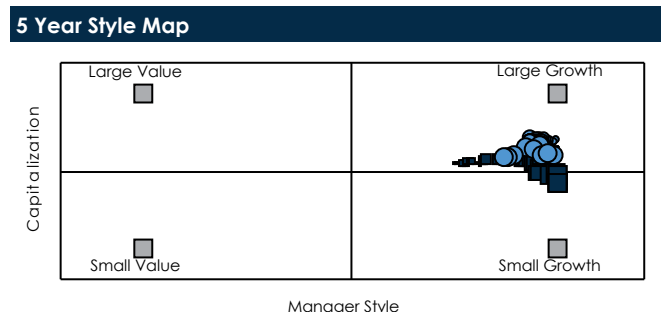 5 Year Style Map
Large Value
Large Growth
Capitalization
Small Value
Small Growth
Manager Style